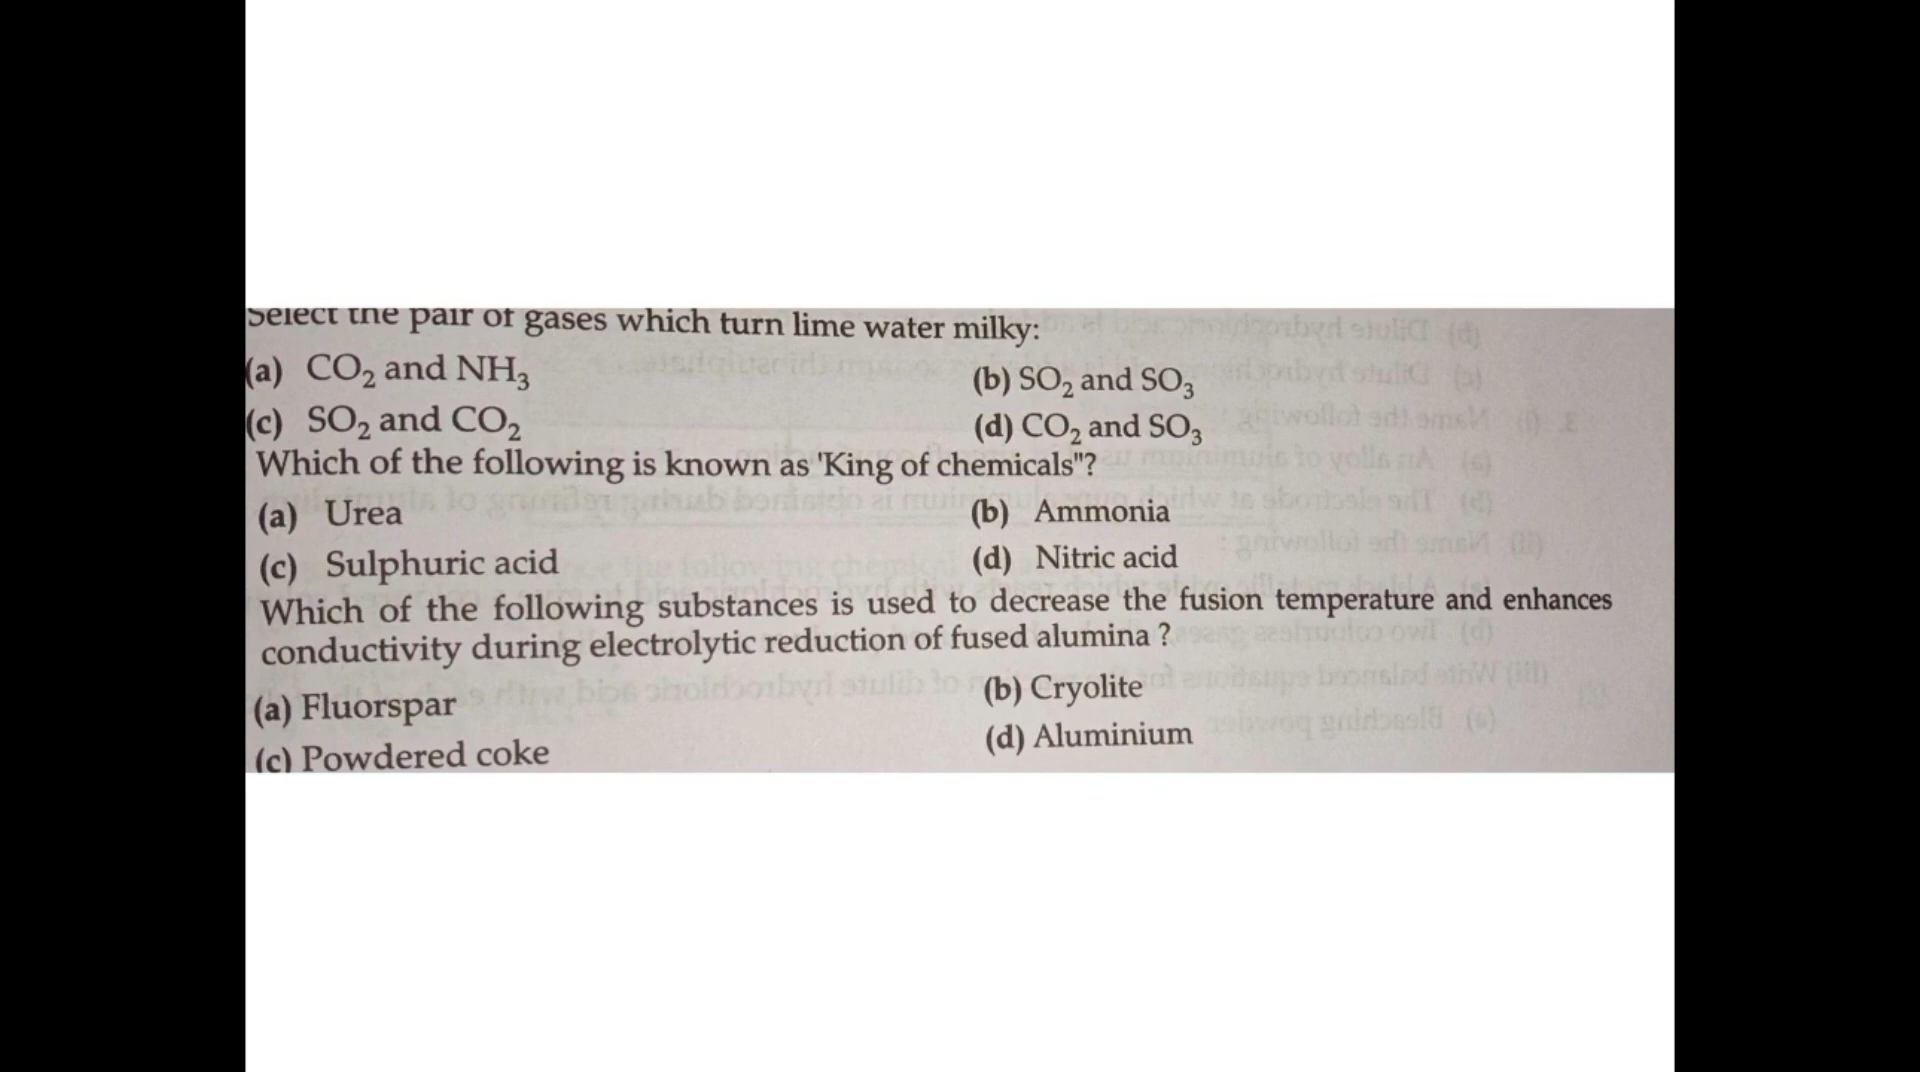 Select the pair of gases which turn lime water milky:
(a) CO₂ and NH₃ (b) SO₂ and SO₃
(c) SO₂ and CO₂ (d) CO₂ and SO₃
Which of the following is known as 'King of chemicals"?
(a) Urea (b) Ammonia
(c) Sulphuric acid (d) Nitric acid
Which of the following substances is used to decrease the fusion temperature and enhances
conductivity during electrolytic reduction of fused alumina ?
(a) Fluorspar (b) Cryolite
(c) Powdered coke (d) Aluminium